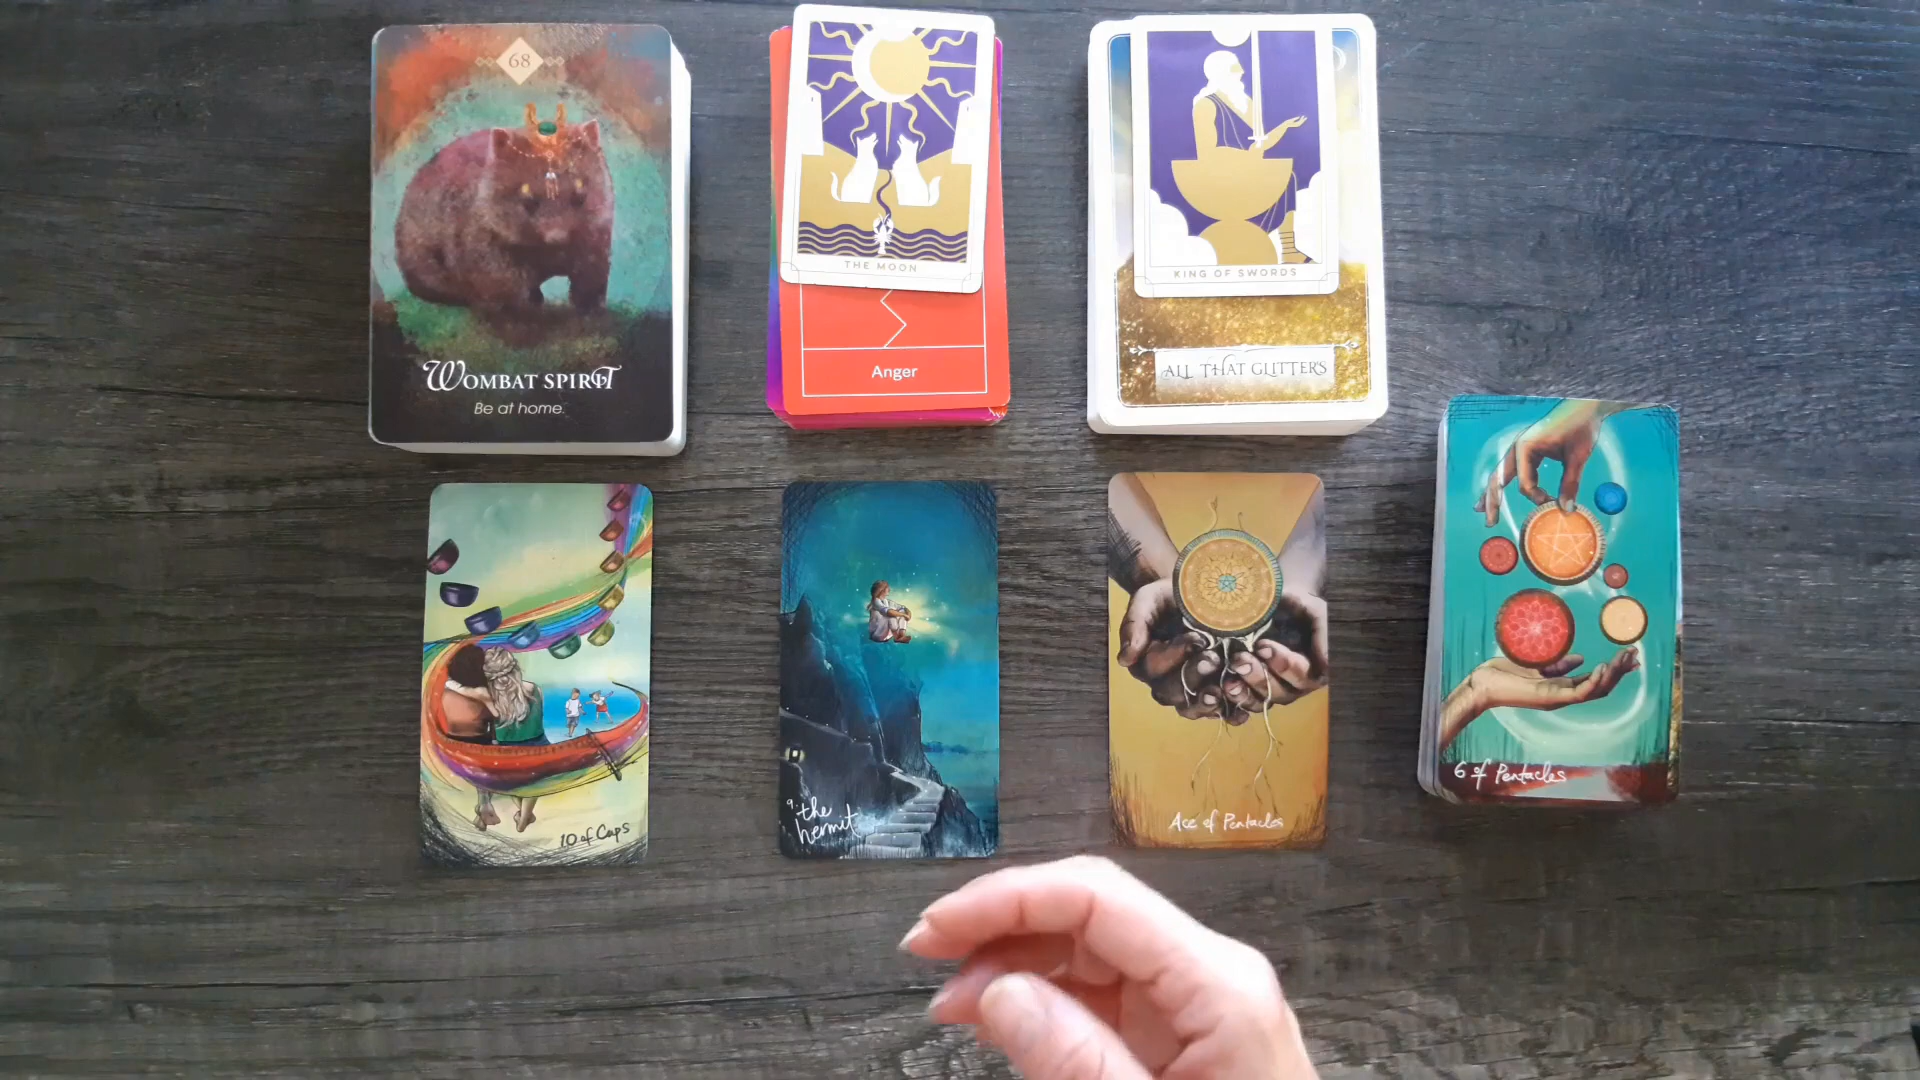 68
WOMBAT SPIRIT
Be at home.
THE MOON
Anger
KING OF SWORDS
ALL THAT GLITTERS
10 of Cups
9.
the
hermit
Ace of Pentacles
6 of Pentacles